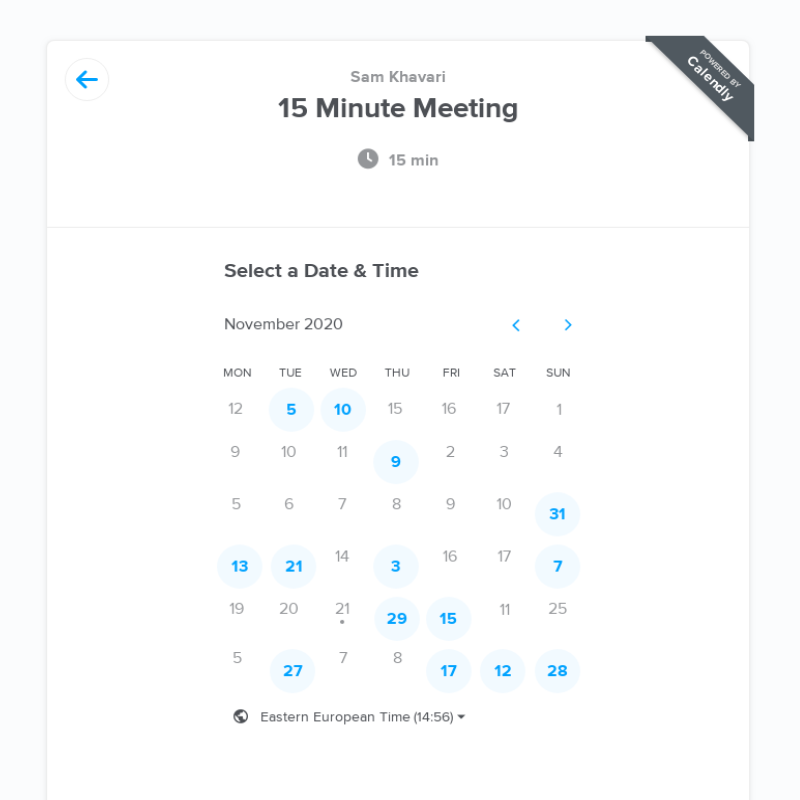 POWERED BY
Calendly
Sam Khavari
15 Minute Meeting
15 min
Select a Date & Time
November 2020
MON TUE WED THU FRI SAT SUN
12 5 10 15 16 17 1
9 10 11 9 2 3 4
5 6 7 8 9 10 31
13 21 14 3 16 17 7
19 20 21 29 15 11 25
5 27 7 8 17 12 28
Eastern European Time (14:56)